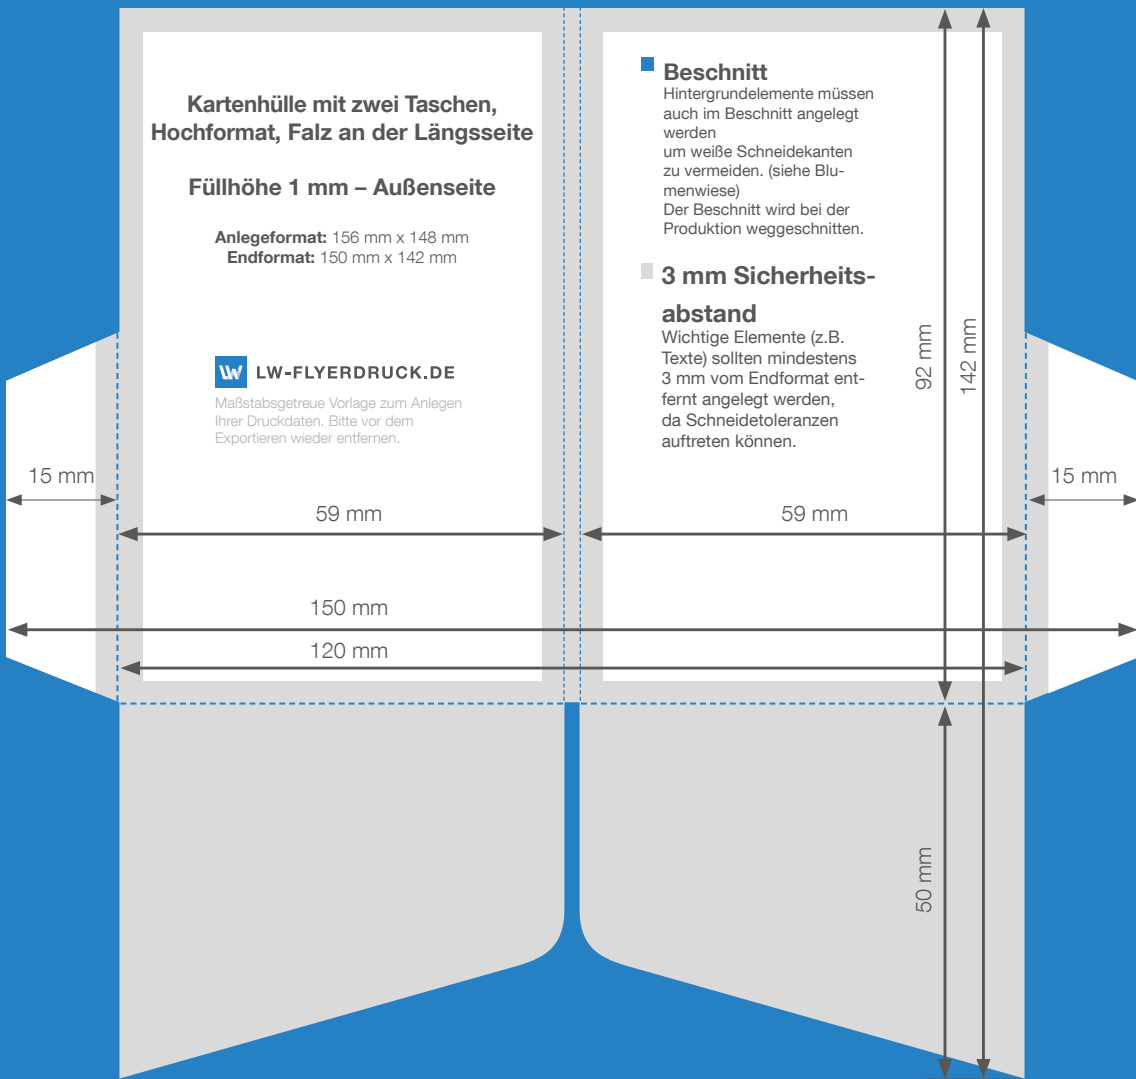 Kartenhülle mit zwei Taschen,
Hochformat, Falz an der Längsseite
Füllhöhe 1 mm – Außenseite
Anlegeformat: 156 mm x 148 mm
Endformat: 150 mm x 142 mm
LW LW-FLYERDRUCK.DE
Maßstabsgetreue Vorlage zum Anlegen
Ihrer Druckdaten. Bitte vor dem
Exportieren wieder entfernen.
Beschnitt
Hintergrundelemente müssen
auch im Beschnitt angelegt
werden
um weiße Schneidekanten
zu vermeiden. (siehe Blu-
menwiese)
Der Beschnitt wird bei der
Produktion weggeschnitten.
3 mm Sicherheits-
abstand
Wichtige Elemente (z.B.
Texte) sollten mindestens
3 mm vom Endformat ent-
fernt angelegt werden,
da Schneidetoleranzen
auftreten können.
92 mm
142 mm
15 mm
15 mm
59 mm
59 mm
150 mm
120 mm
50 mm